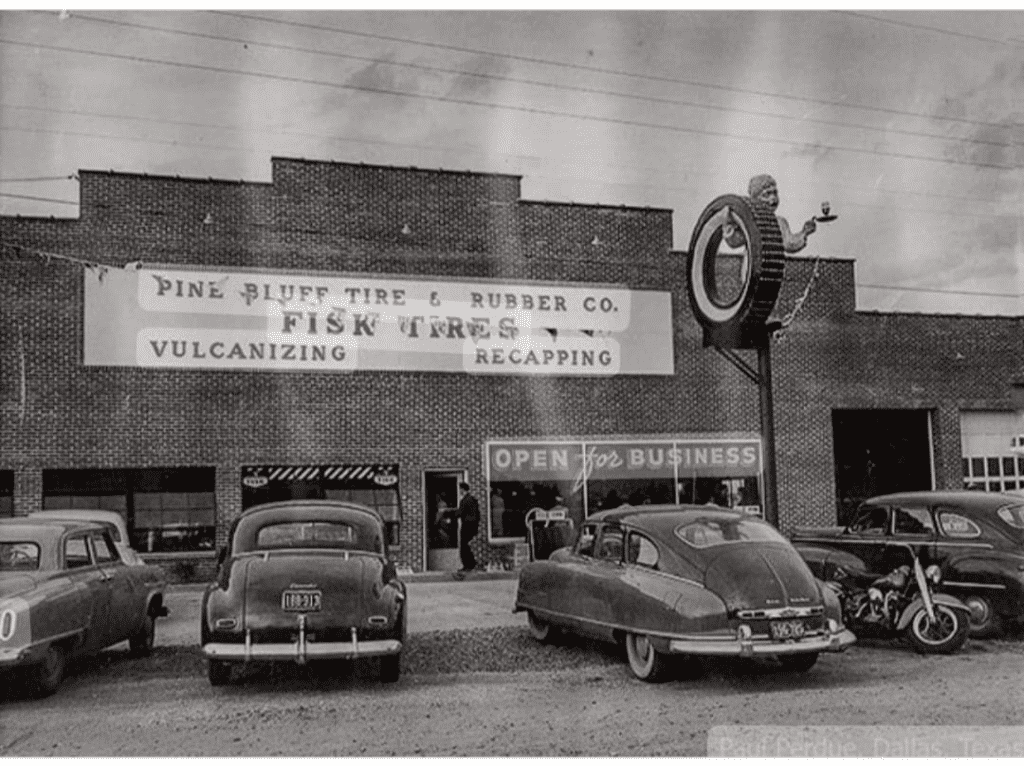 PINE BLUFF TIRE & RUBBER CO.
FISK TIRES
VULCANIZING
RECAPPING
OPEN for BUSINESS
Paul Perdue, Dallas, Texas